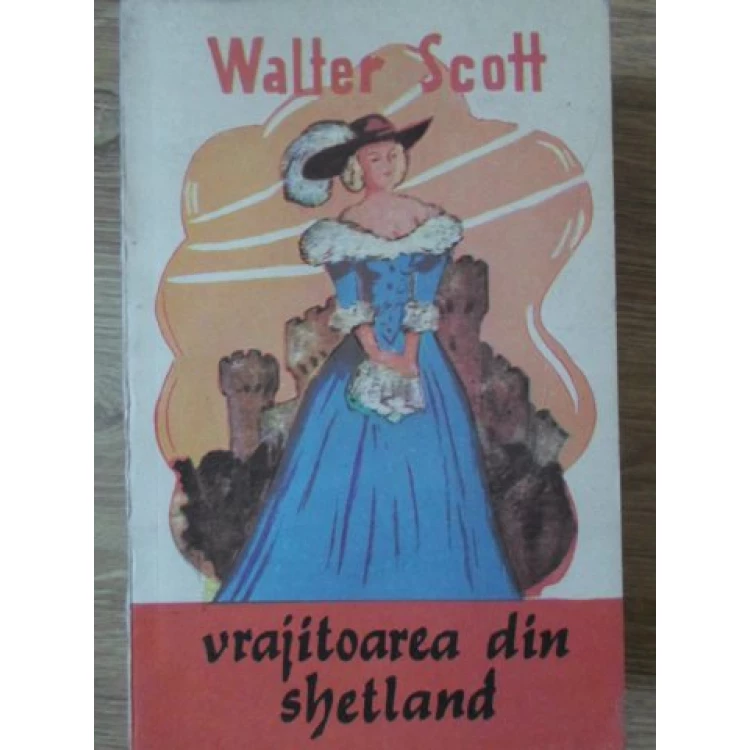 Walter Scott
vrajitoarea din
shetland